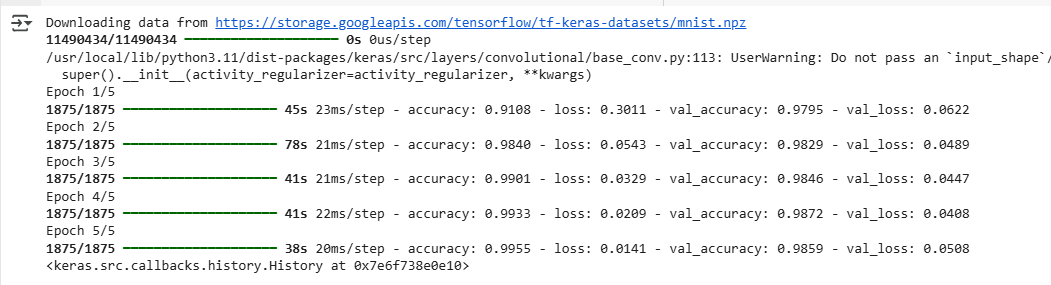 Downloading data from https://storage.googleapis.com/tensorflow/tf-keras-datasets/mnist.npz
11490434/11490434 ━━━━━━━━━━━━━━━━━━━━ 0s 0us/step
/usr/local/lib/python3.11/dist-packages/keras/src/layers/convolutional/base_conv.py:113: UserWarning: Do not pass an `input_shape`/
  super().__init__(activity_regularizer=activity_regularizer, **kwargs)
Epoch 1/5
1875/1875 ━━━━━━━━━━━━━━━━━━━━ 45s 23ms/step - accuracy: 0.9108 - loss: 0.3011 - val_accuracy: 0.9795 - val_loss: 0.0622
Epoch 2/5
1875/1875 ━━━━━━━━━━━━━━━━━━━━ 78s 21ms/step - accuracy: 0.9840 - loss: 0.0543 - val_accuracy: 0.9829 - val_loss: 0.0489
Epoch 3/5
1875/1875 ━━━━━━━━━━━━━━━━━━━━ 41s 21ms/step - accuracy: 0.9901 - loss: 0.0329 - val_accuracy: 0.9846 - val_loss: 0.0447
Epoch 4/5
1875/1875 ━━━━━━━━━━━━━━━━━━━━ 41s 22ms/step - accuracy: 0.9933 - loss: 0.0209 - val_accuracy: 0.9872 - val_loss: 0.0408
Epoch 5/5
1875/1875 ━━━━━━━━━━━━━━━━━━━━ 38s 20ms/step - accuracy: 0.9955 - loss: 0.0141 - val_accuracy: 0.9859 - val_loss: 0.0508
<keras.src.callbacks.history.History at 0x7e6f738e0e10>